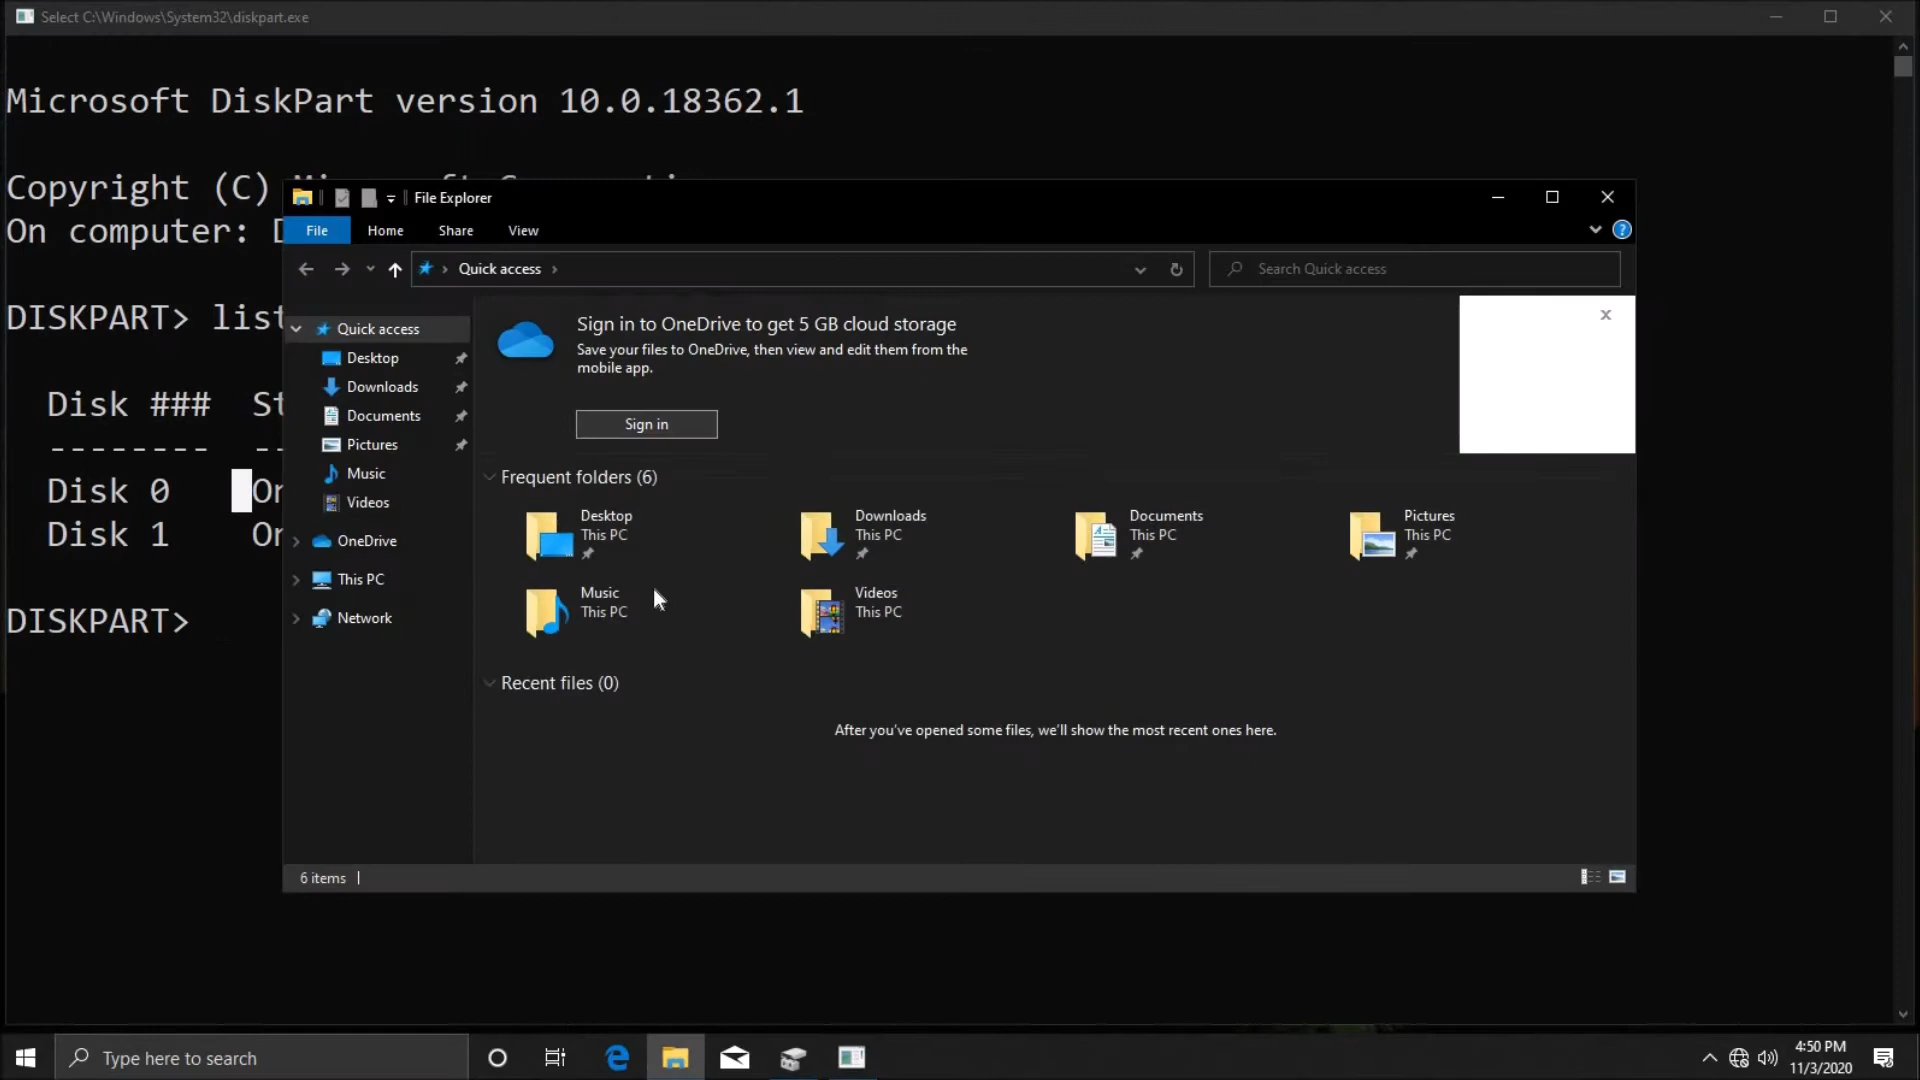 Select C:\Windows\System32\diskpart.exe
Microsoft DiskPart version 10.0.18362.1
Copyright (C)
On computer:
DISKPART> list
Disk ###
-------- --
Disk 0
Disk 1
DISKPART>
File Explorer
File Home Share View
Quick access
Search Quick access
Quick access
Desktop
Downloads
Documents
Pictures
Music
Videos
OneDrive
This PC
Network
Sign in to OneDrive to get 5 GB cloud storage
Save your files to OneDrive, then view and edit them from the
mobile app.
Sign in
Frequent folders (6)
Desktop
This PC
Downloads
This PC
Documents
This PC
Pictures
This PC
Music
This PC
Videos
This PC
Recent files (0)
After you've opened some files, we'll show the most recent ones here.
6 items
Type here to search
4:50 PM
11/3/2020